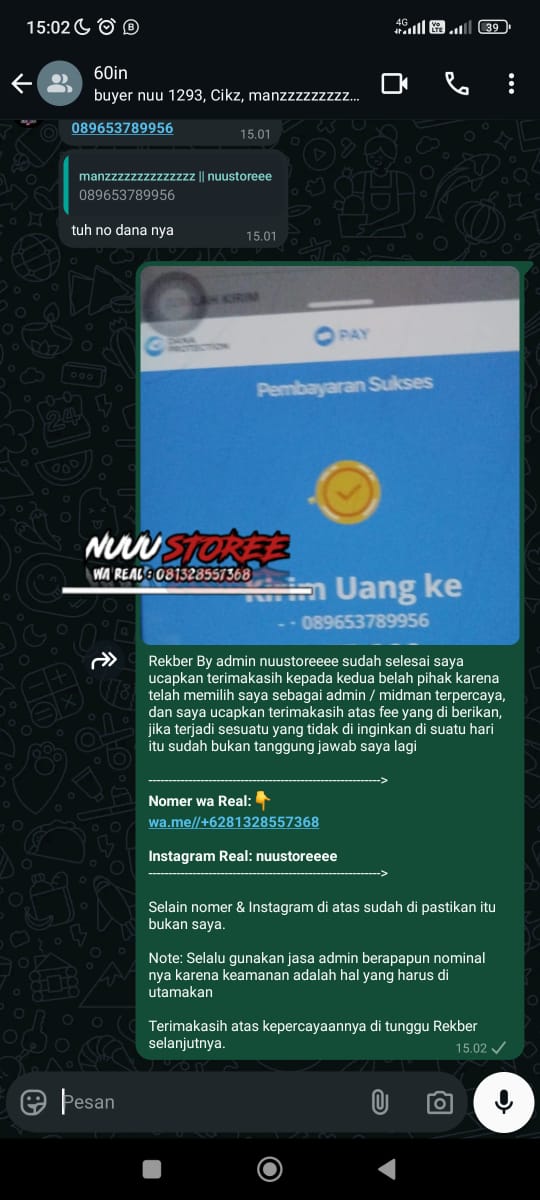 15:02
4G
Vo
LTE
39
60in
buyer nuu 1293, Cikz, manzzzzzzzzz...
089653789956
15.01
manzzzzzzzzzzzzzz || nuustoreee
089653789956
tuh no dana nya
15.01
KIRIM
DANA
PROTECTION
PAY
Pembayaran Sukses
NUUU STOREE
WA REAL : 081328557368
Kirim Uang ke
- - 089653789956
Rekber By admin nuustoreeee sudah selesai saya
ucapkan terimakasih kepada kedua belah pihak karena
telah memilih saya sebagai admin / midman terpercaya,
dan saya ucapkan terimakasih atas fee yang di berikan,
jika terjadi sesuatu yang tidak di inginkan di suatu hari
itu sudah bukan tanggung jawab saya lagi
---------------------------------------------------------->
Nomer wa Real:👇
wa.me//+6281328557368
Instagram Real: nuustoreeee
---------------------------------------------------------->
Selain nomer & Instagram di atas sudah di pastikan itu
bukan saya.
Note: Selalu gunakan jasa admin berapapun nominal
nya karena keamanan adalah hal yang harus di
utamakan
Terimakasih atas kepercayaannya di tunggu Rekber
selanjutnya.
15.02
Pesan